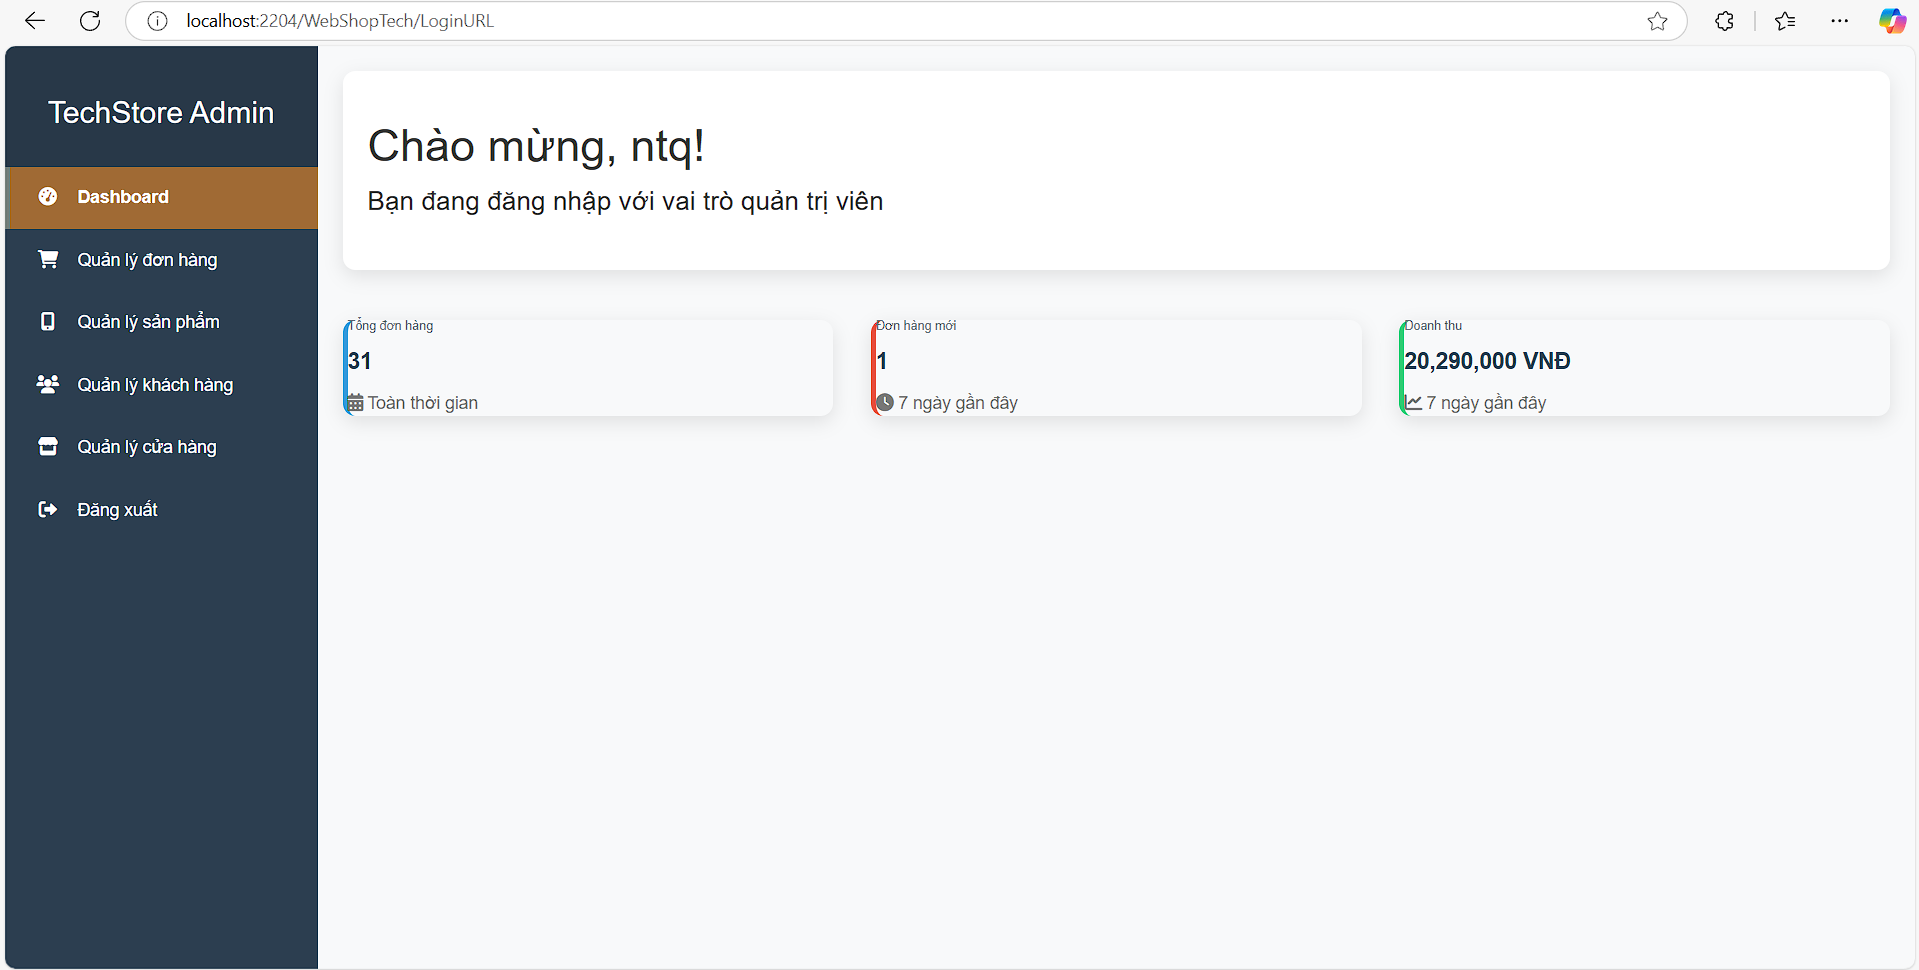 localhost:2204/WebShopTech/LoginURL
TechStore Admin
Dashboard
Quản lý đơn hàng
Quản lý sản phẩm
Quản lý khách hàng
Quản lý cửa hàng
Đăng xuất
Chào mừng, ntq!
Bạn đang đăng nhập với vai trò quản trị viên
Tổng đơn hàng
31
Toàn thời gian
Đơn hàng mới
1
7 ngày gần đây
Doanh thu
20,290,000 VNĐ
7 ngày gần đây